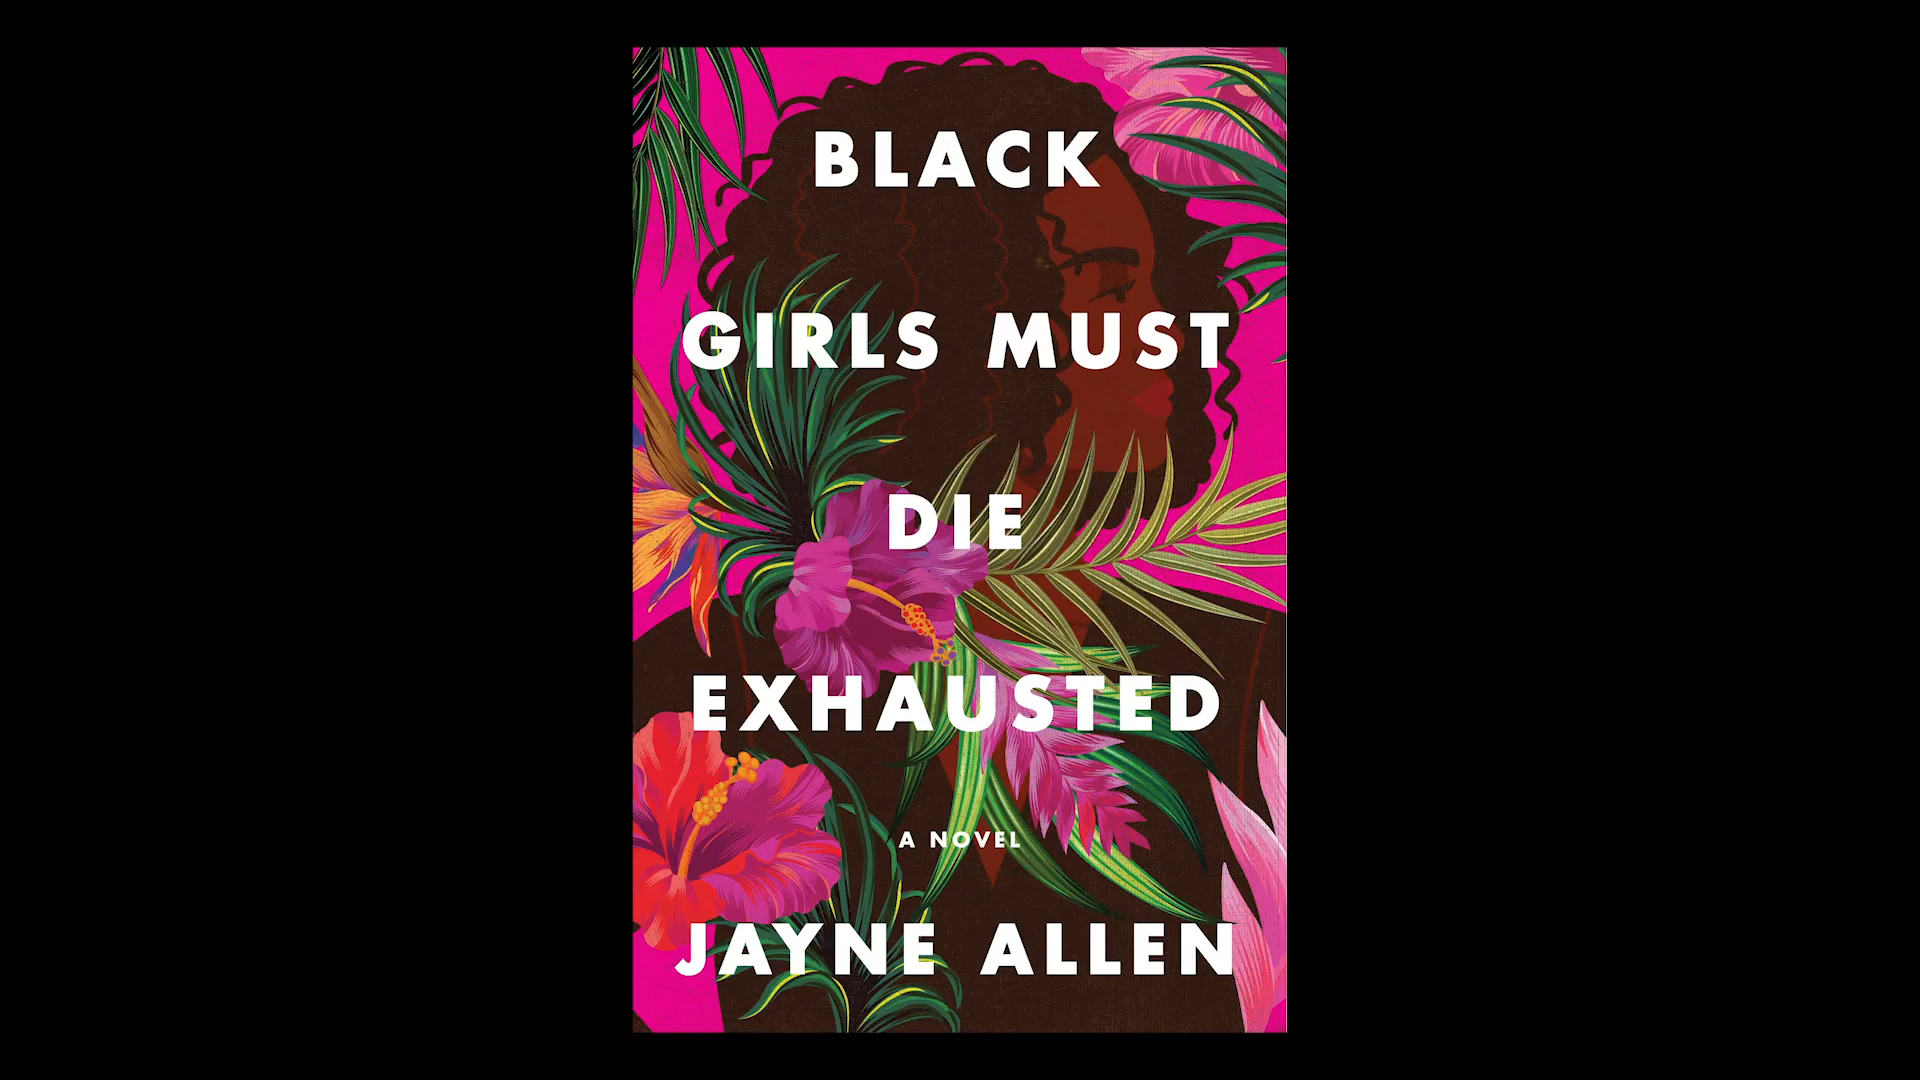 BLACK
GIRLS MUST
DIE
EXHAUSTED
A NOVEL
JAYNE ALLEN